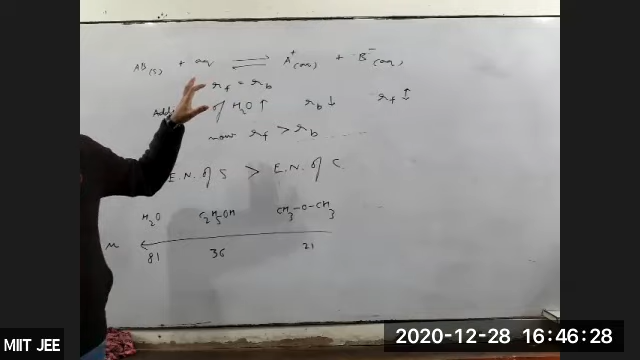 AB(s) + aq ⇌ A⁺(aq) + B⁻(aq)
r_f = r_b
Addi of H₂O ↑ r_b ↓ r_f ↑
now r_f > r_b
E.N. of S > E.N. of C
H₂O C₂H₅OH CH₃-O-CH₃
81 36 21
MIIT JEE
2020-12-28 16:46:28